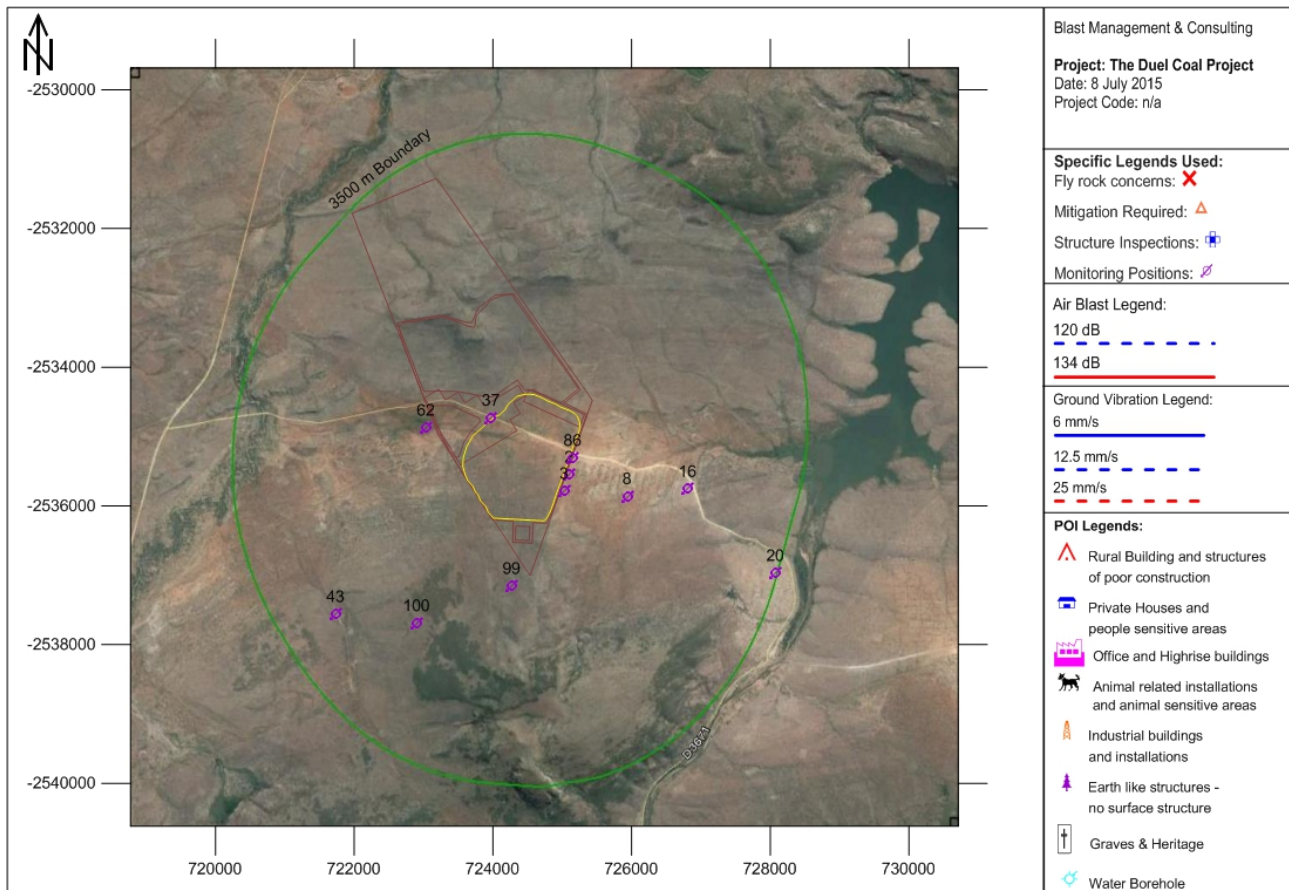 N
-2530000
-2532000
-2534000
-2536000
-2538000
-2540000
720000
722000
724000
726000
728000
730000
3500 m Boundary
62
37
86
2
3
8
16
20
99
43
100
D3671
Blast Management & Consulting
Project: The Duel Coal Project
Date: 8 July 2015
Project Code: n/a
Specific Legends Used:
Fly rock concerns:
Mitigation Required:
Structure Inspections:
Monitoring Positions:
Air Blast Legend:
120 dB
134 dB
Ground Vibration Legend:
6 mm/s
12.5 mm/s
25 mm/s
POI Legends:
Rural Building and structures
of poor construction
Private Houses and
people sensitive areas
Office and Highrise buildings
Animal related installations
and animal sensitive areas
Industrial buildings
and installations
Earth like structures -
no surface structure
Graves & Heritage
Water Borehole